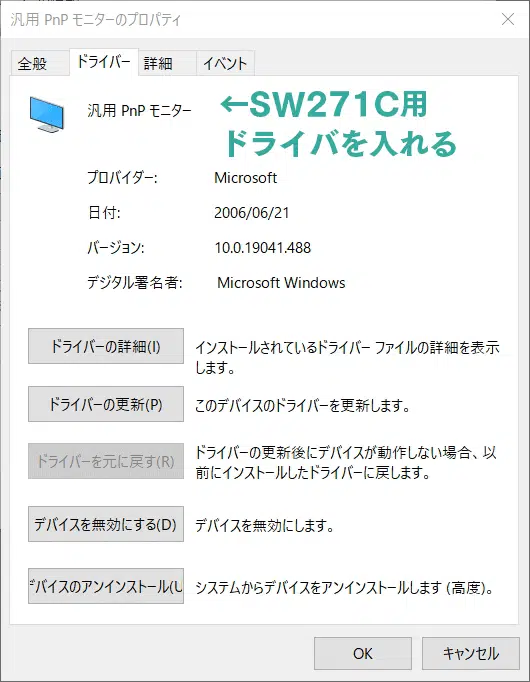 汎用 PnP モニターのプロパティ
全般 ドライバー 詳細 イベント
汎用 PnP モニター
←SW271C用
ドライバを入れる
プロバイダー: Microsoft
日付: 2006/06/21
バージョン: 10.0.19041.488
デジタル署名者: Microsoft Windows
ドライバーの詳細(I)
インストールされているドライバー ファイルの詳細を表示
します。
ドライバーの更新(P)
このデバイスのドライバーを更新します。
ドライバーを元に戻す(R)
ドライバーの更新後にデバイスが動作しない場合、以
前にインストールしたドライバーに戻します。
デバイスを無効にする(D)
デバイスを無効にします。
デバイスのアンインストール(U
システムからデバイスをアンインストールします (高度)。
OK キャンセル